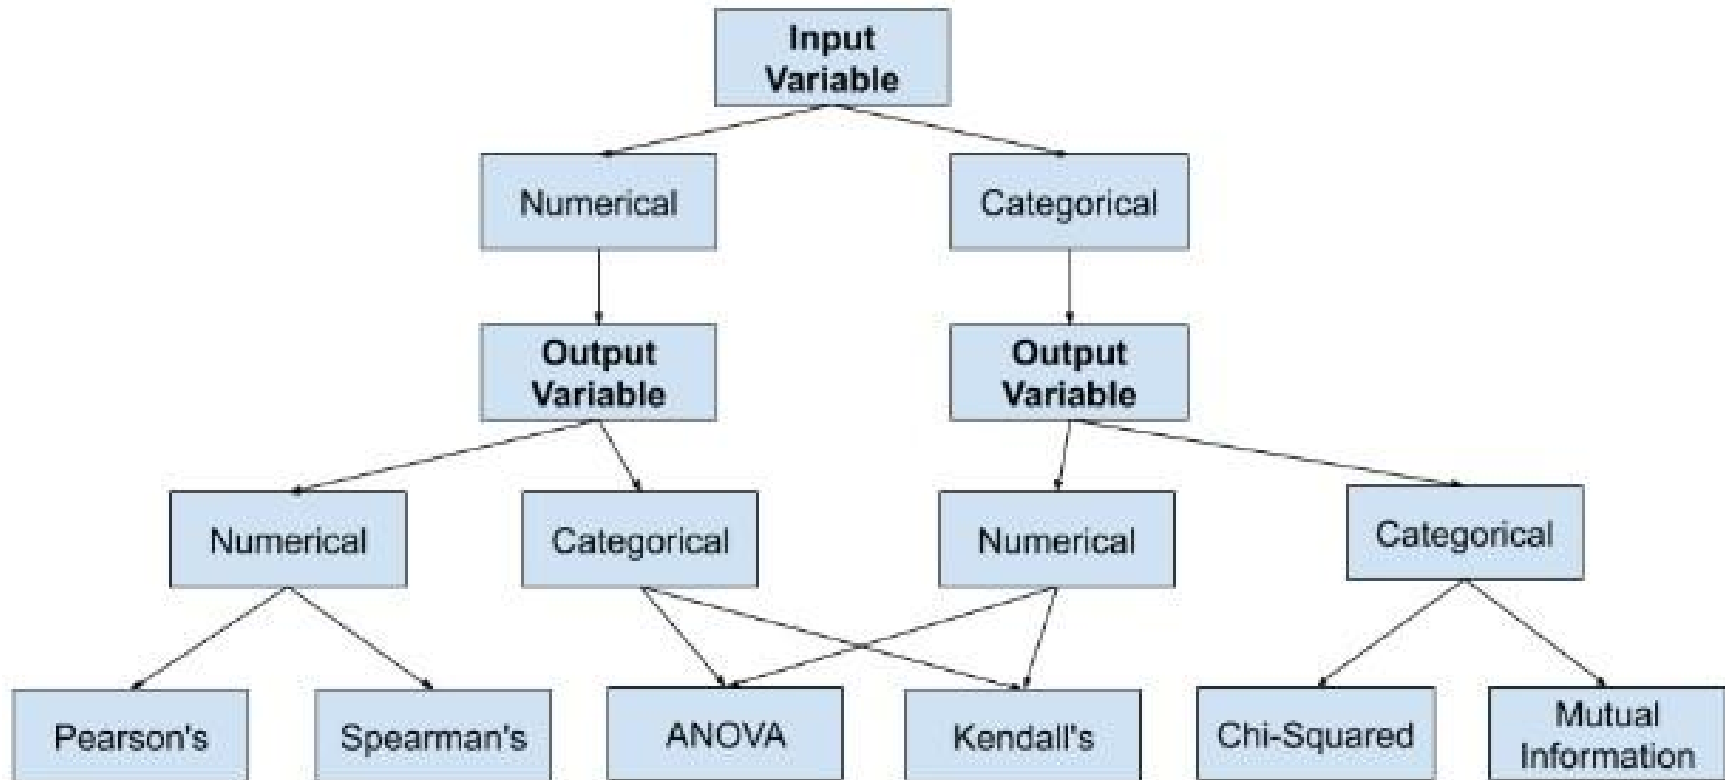 Input
Variable
Numerical
Categorical
Output
Variable
Output
Variable
Numerical
Categorical
Numerical
Categorical
Pearson's
Spearman's
ANOVA
Kendall's
Chi-Squared
Mutual
Information